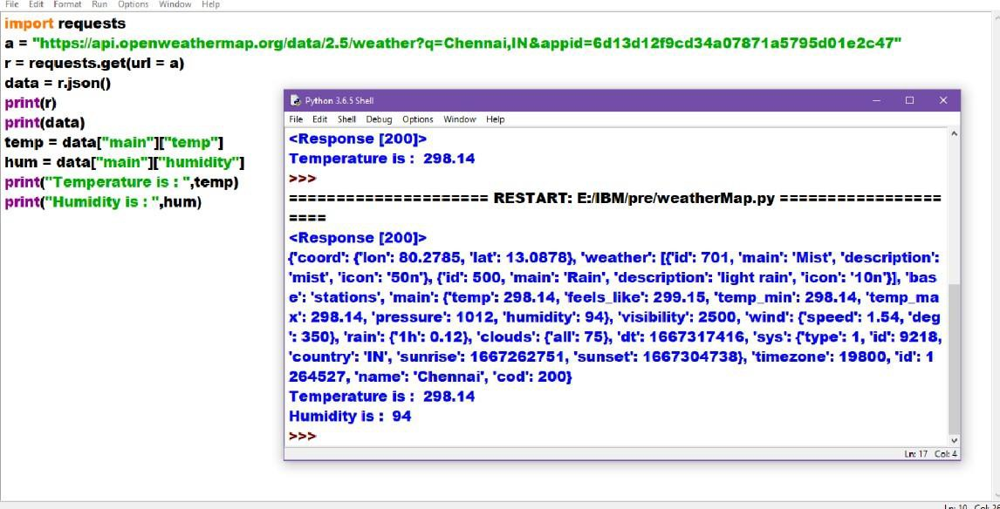 File Edit Format Run Options Window Help
import requests
a = "https://api.openweathermap.org/data/2.5/weather?q=Chennai,IN&appid=6d13d12f9cd34a07871a5795d01e2c47"
r = requests.get(url = a)
data = r.json()
print(r)
print(data)
temp = data["main"]["temp"]
hum = data["main"]["humidity"]
print("Temperature is : ",temp)
print("Humidity is : ",hum)
Python 3.6.5 Shell
File Edit Shell Debug Options Window Help
<Response [200]>
Temperature is :  298.14
>>>
===================== RESTART: E:/IBM/pre/weatherMap.py =================
====
<Response [200]>
{'coord': {'lon': 80.2785, 'lat': 13.0878}, 'weather': [{'id': 701, 'main': 'Mist', 'description':
'mist', 'icon': '50n'}, {'id': 500, 'main': 'Rain', 'description': 'light rain', 'icon': '10n'}], 'bas
e': 'stations', 'main': {'temp': 298.14, 'feels_like': 299.15, 'temp_min': 298.14, 'temp_ma
x': 298.14, 'pressure': 1012, 'humidity': 94}, 'visibility': 2500, 'wind': {'speed': 1.54, 'deg
': 350}, 'rain': {'1h': 0.12}, 'clouds': {'all': 75}, 'dt': 1667317416, 'sys': {'type': 1, 'id': 9218,
'country': 'IN', 'sunrise': 1667262751, 'sunset': 1667304738}, 'timezone': 19800, 'id': 1
264527, 'name': 'Chennai', 'cod': 200}
Temperature is :  298.14
Humidity is :  94
>>>
Ln: 17 Col: 4